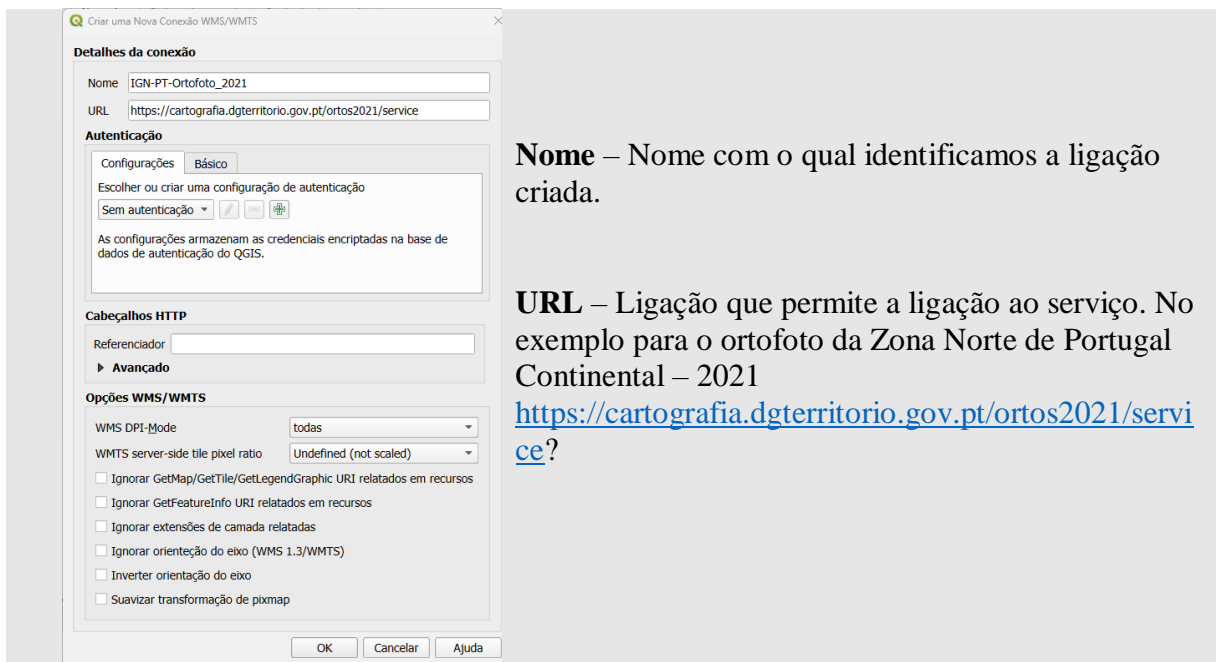 Criar uma Nova Conexão WMS/WMTS
Detalhes da conexão
Nome IGN-PT-Ortofoto_2021
URL https://cartografia.dgterritorio.gov.pt/ortos2021/service
Autenticação
Configurações Básico
Escolher ou criar uma configuração de autenticação
Sem autenticação
As configurações armazenam as credenciais encriptadas na base de
dados de autenticação do QGIS.
Cabeçalhos HTTP
Referenciador
Avançado
Opções WMS/WMTS
WMS DPI-Mode todas
WMTS server-side tile pixel ratio Undefined (not scaled)
Ignorar GetMap/GetTile/GetLegendGraphic URI relatados em recursos
Ignorar GetFeatureInfo URI relatados em recursos
Ignorar extensões de camada relatadas
Ignorar orienteção do eixo (WMS 1.3/WMTS)
Inverter orientação do eixo
Suavizar transformação de pixmap
OK Cancelar Ajuda
Nome – Nome com o qual identificamos a ligação
criada.
URL – Ligação que permite a ligação ao serviço. No
exemplo para o ortofoto da Zona Norte de Portugal
Continental – 2021
https://cartografia.dgterritorio.gov.pt/ortos2021/servi
ce?